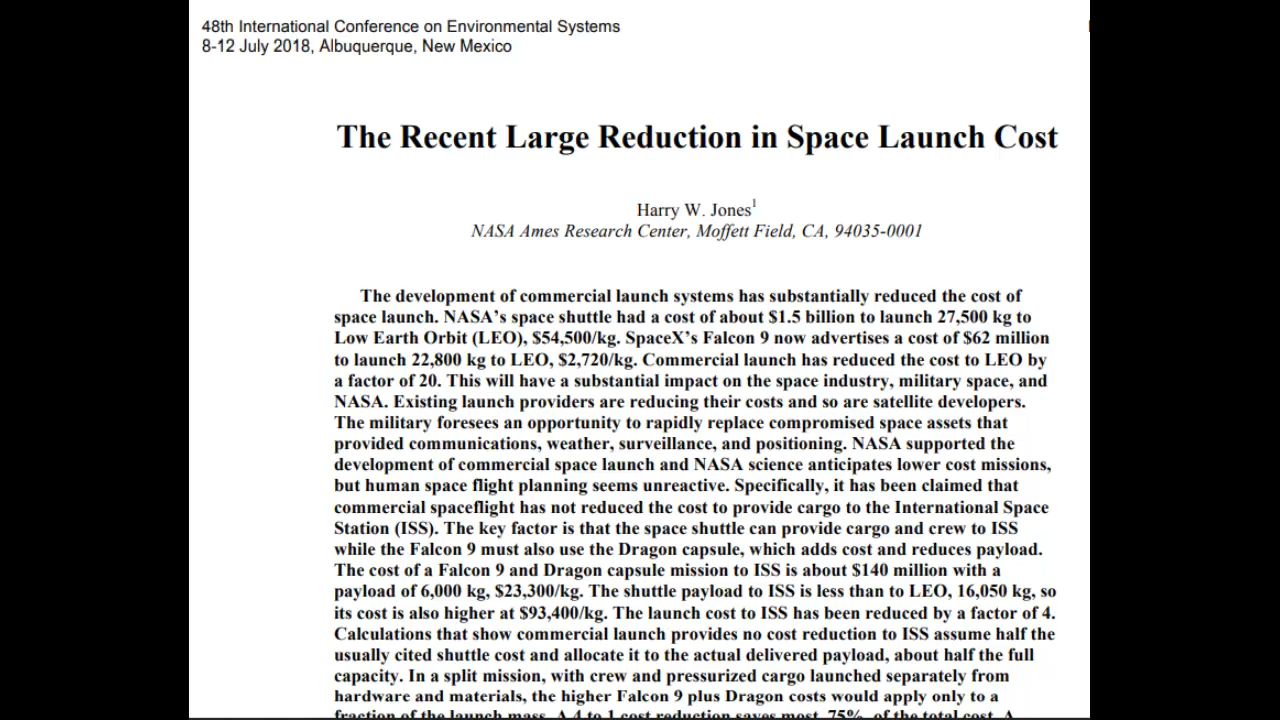 48th International Conference on Environmental Systems
8-12 July 2018, Albuquerque, New Mexico
The Recent Large Reduction in Space Launch Cost
Harry W. Jones1
NASA Ames Research Center, Moffett Field, CA, 94035-0001
The development of commercial launch systems has substantially reduced the cost of
space launch. NASA's space shuttle had a cost of about $1.5 billion to launch 27,500 kg to
Low Earth Orbit (LEO), $54,500/kg. SpaceX's Falcon 9 now advertises a cost of $62 million
to launch 22,800 kg to LEO, $2,720/kg. Commercial launch has reduced the cost to LEO by
a factor of 20. This will have a substantial impact on the space industry, military space, and
NASA. Existing launch providers are reducing their costs and so are satellite developers.
The military foresees an opportunity to rapidly replace compromised space assets that
provided communications, weather, surveillance, and positioning. NASA supported the
development of commercial space launch and NASA science anticipates lower cost missions,
but human space flight planning seems unreactive. Specifically, it has been claimed that
commercial spaceflight has not reduced the cost to provide cargo to the International Space
Station (ISS). The key factor is that the space shuttle can provide cargo and crew to ISS
while the Falcon 9 must also use the Dragon capsule, which adds cost and reduces payload.
The cost of a Falcon 9 and Dragon capsule mission to ISS is about $140 million with a
payload of 6,000 kg, $23,300/kg. The shuttle payload to ISS is less than to LEO, 16,050 kg, so
its cost is also higher at $93,400/kg. The launch cost to ISS has been reduced by a factor of 4.
Calculations that show commercial launch provides no cost reduction to ISS assume half the
usually cited shuttle cost and allocate it to the actual delivered payload, about half the full
capacity. In a split mission, with crew and pressurized cargo launched separately from
hardware and materials, the higher Falcon 9 plus Dragon costs would apply only to a
fraction of the launch mass. A 4 to 1 cost reduction saves most, 75%, of the total cost. A